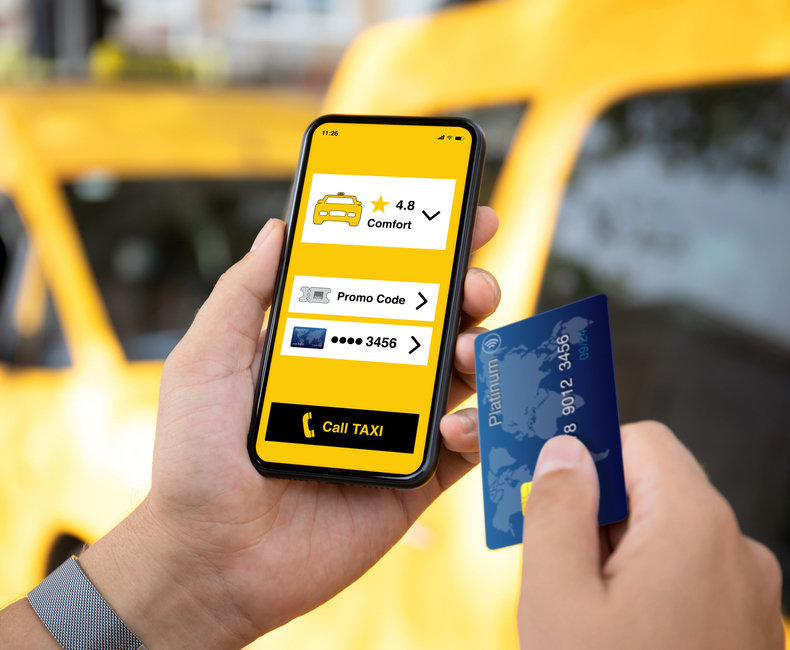 11:26
4.8
Comfort
Promo Code
•••• 3456
Call TAXI
Platinum
8 9012 3456